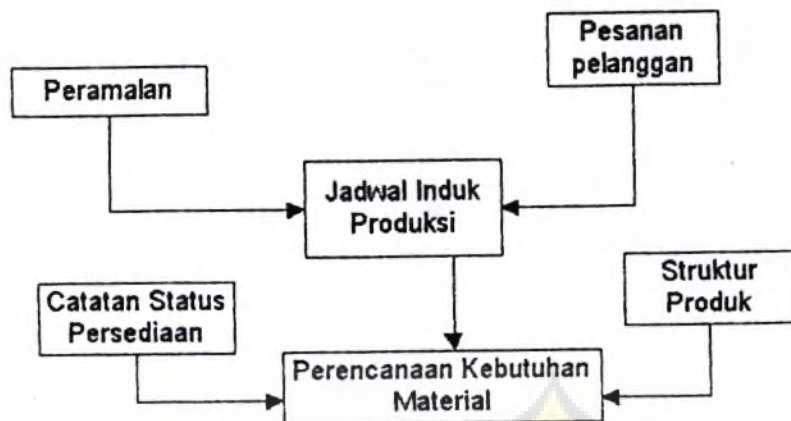 Pesanan
pelanggan
Peramalan
Jadwal Induk
Produksi
Struktur
Produk
Catatan Status
Persediaan
Perencanaan Kebutuhan
Material